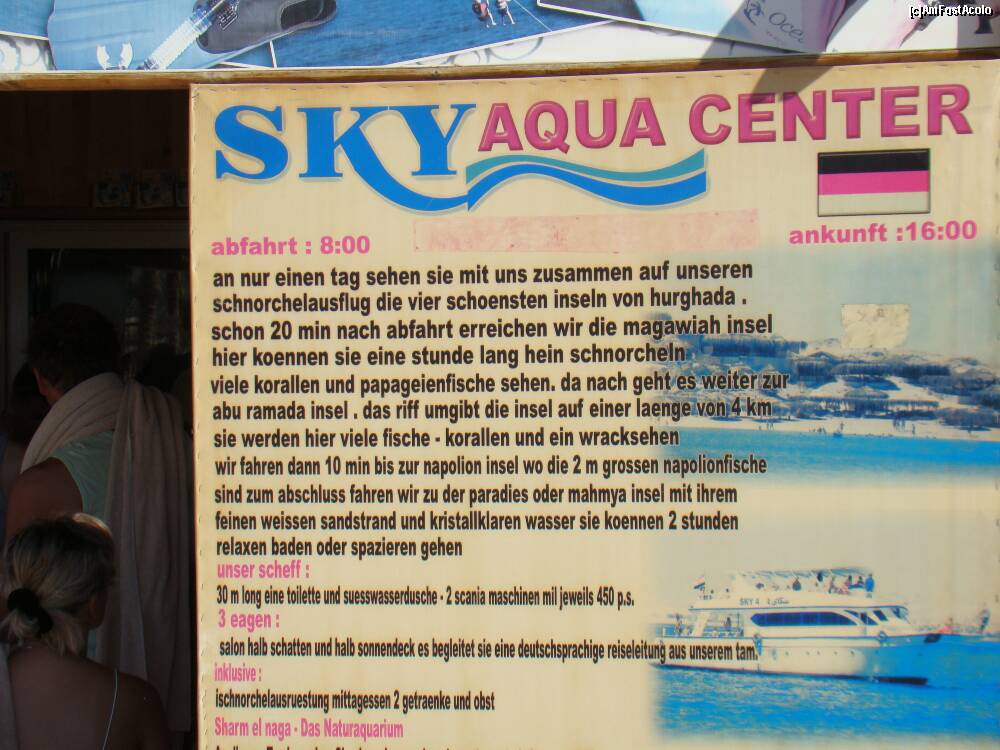 (c)AmFostAcolo
SKY AQUA CENTER
abfahrt : 8:00
ankunft :16:00
an nur einen tag sehen sie mit uns zusammen auf unseren
schnorchelausflug die vier schoensten inseln von hurghada .
schon 20 min nach abfahrt erreichen wir die magawiah insel
hier koennen sie eine stunde lang hein schnorcheln
viele korallen und papageienfische sehen. da nach geht es weiter zur
abu ramada insel . das riff umgibt die insel auf einer laenge von 4 km
sie werden hier viele fische - korallen und ein wracksehen
wir fahren dann 10 min bis zur napolion insel wo die 2 m grossen napolionfische
sind zum abschluss fahren wir zu der paradies oder mahmya insel mit ihrem
feinen weissen sandstrand und kristallklaren wasser sie koennen 2 stunden
relaxen baden oder spazieren gehen
unser scheff :
30 m long eine toilette und suesswasserdusche - 2 scania maschinen mil jeweils 450 p.s.
3 eagen :
salon halb schatten und halb sonnendeck es begleitet sie eine deutschsprachige reiseleitung aus unserem tam.
inklusive :
ischnorchelausruestung mittagessen 2 getraenke und obst
Sharm el naga - Das Naturaquarium
SKY 4